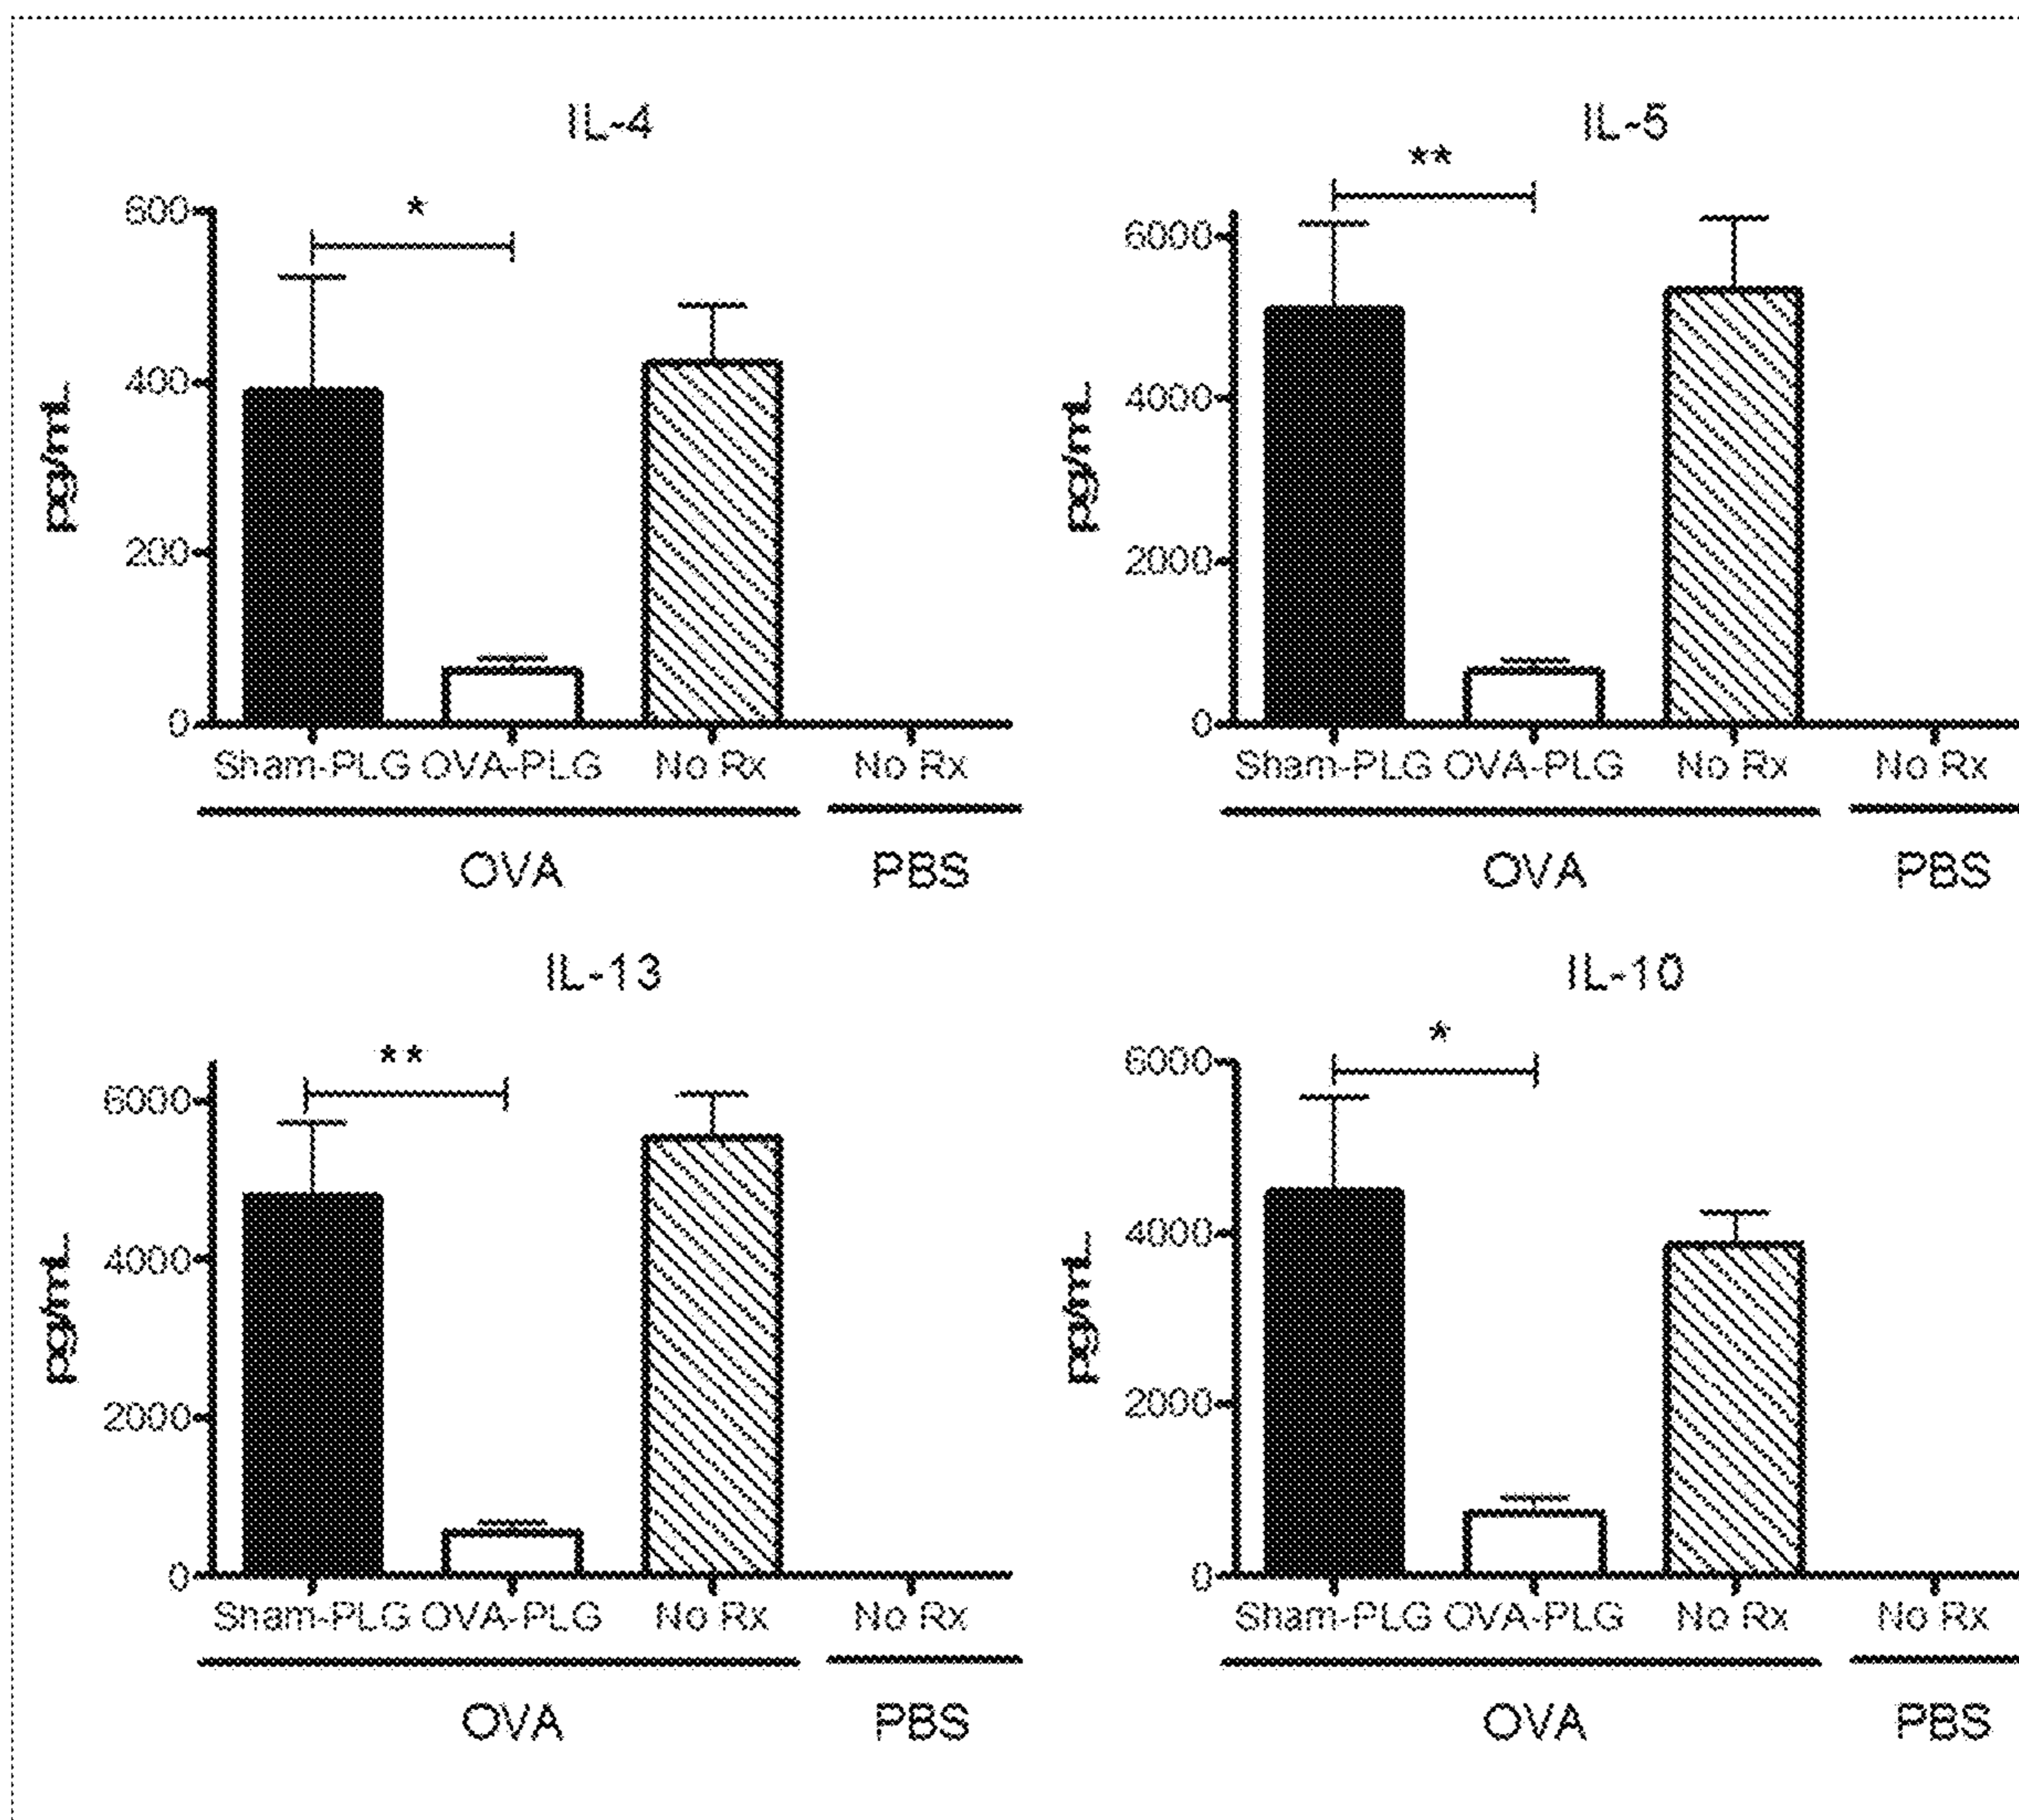 IL-4
*
600
400
200
0
pg/mL
Sham-PLG OVA-PLG No Rx No Rx
OVA PBS
IL-5
**
6000
4000
2000
0
pg/mL
Sham-PLG OVA-PLG No Rx No Rx
OVA PBS
IL-13
**
6000
4000
2000
0
pg/mL
Sham-PLG OVA-PLG No Rx No Rx
OVA PBS
IL-10
*
6000
4000
2000
0
pg/mL
Sham-PLG OVA-PLG No Rx No Rx
OVA PBS